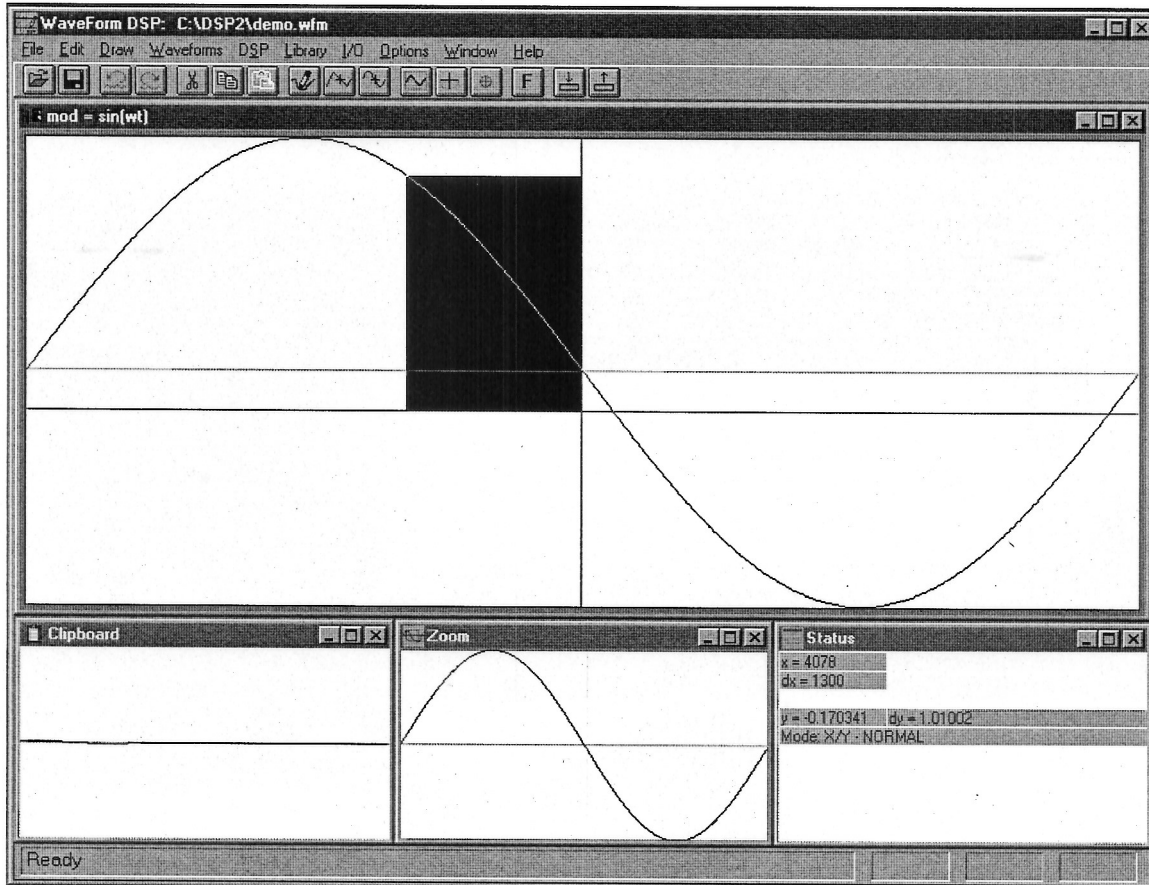 WaveForm DSP: C:\DSP2\demo.wfm
File Edit Draw Waveforms DSP Library I/O Options Window Help
F
mod = sin(wt)
Clipboard
Zoom
Status
x = 4078
dx = 1300
y = -0.170341 dy = 1.01002
Mode: X/Y - NORMAL
Ready